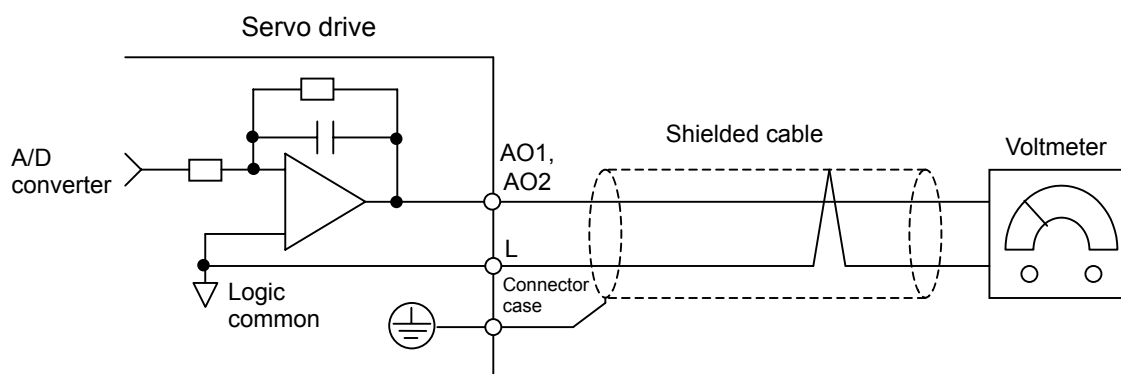 Servo drive
A/D
converter
AO1,
AO2
Shielded cable
Voltmeter
L
Connector
case
Logic
common